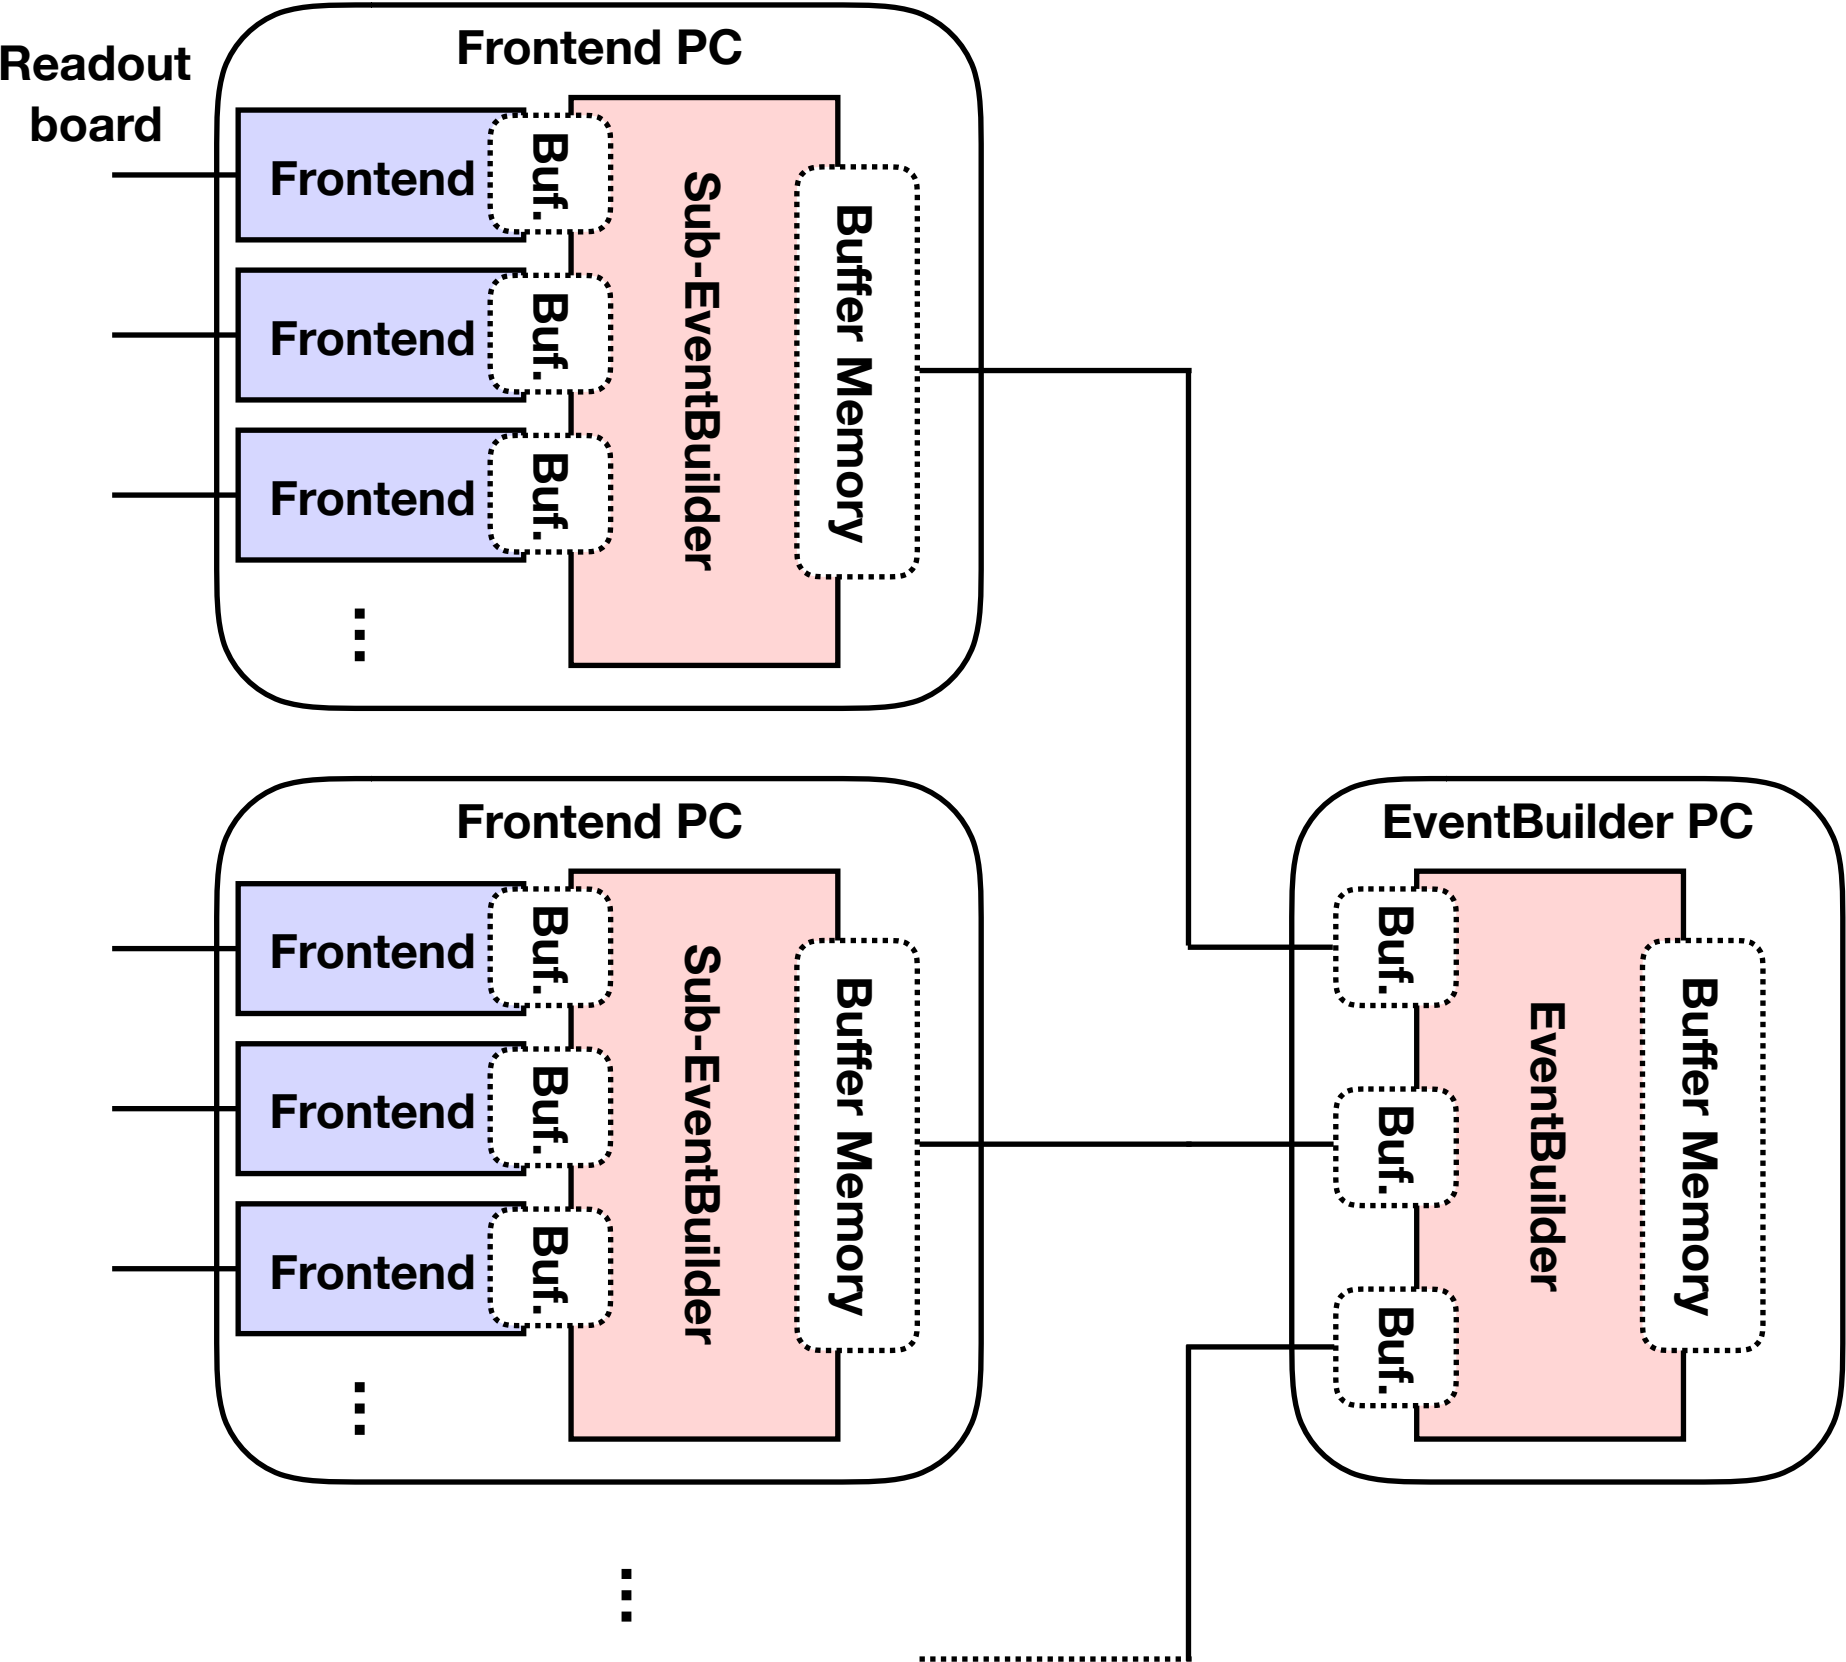 Readout
board
Frontend PC
Frontend
Buf.
Frontend
Buf.
Frontend
Buf.
Sub-EventBuilder
Buffer Memory
Frontend PC
Frontend
Buf.
Frontend
Buf.
Frontend
Buf.
Sub-EventBuilder
Buffer Memory
EventBuilder PC
Buf.
Buf.
Buf.
EventBuilder
Buffer Memory